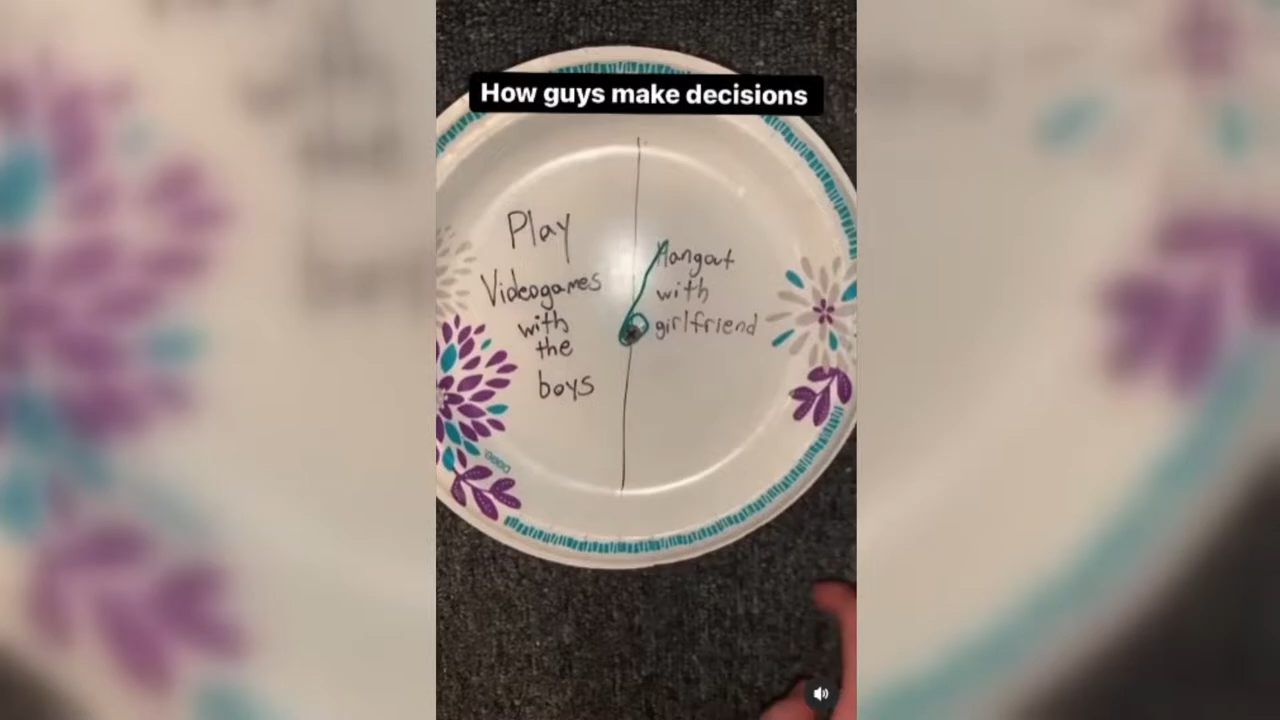 How guys make decisions
Play
Videogames
with
the
boys
Hangout
with
girlfriend